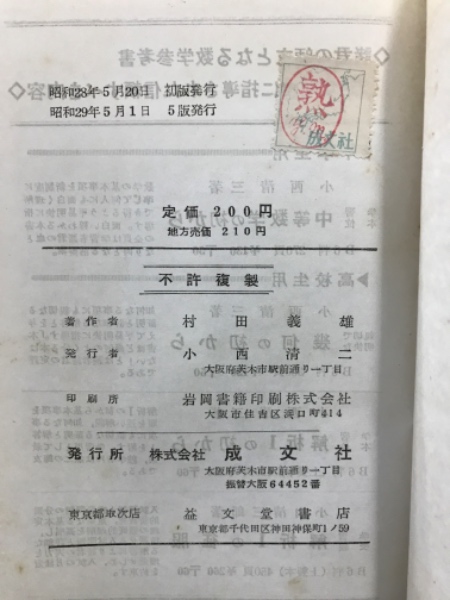 昭和28年5月20日 初版発行
昭和29年5月1日 5版発行
成文社
定価 200円
地方売価 210円
不許複製
著作者 村田義雄
発行者 小西清二
大阪府茨木市駅前通り一丁目
印刷所 岩岡書籍印刷株式会社
大阪市住吉区浜口町414
発行所 株式会社 成文社
大阪府茨木市駅前通り一丁目
振替大阪64452番
東京都取次店 益文堂書店
東京都千代田区神田神保町1ノ59